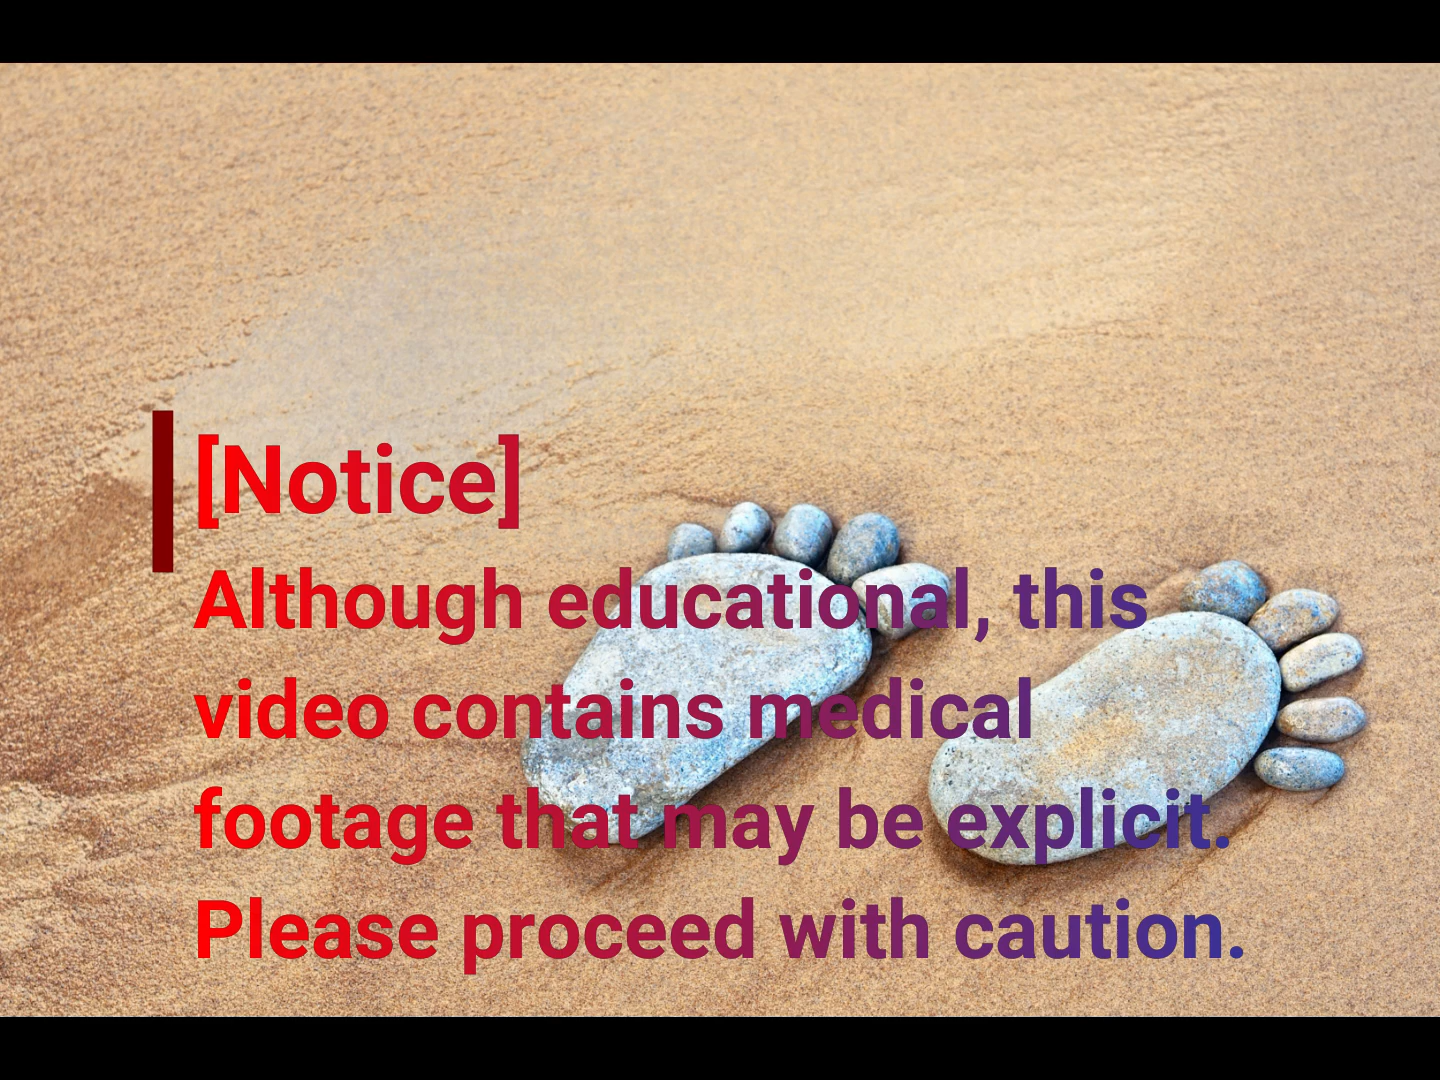 [Notice]
Although educational, this
video contains medical
footage that may be explicit.
Please proceed with caution.